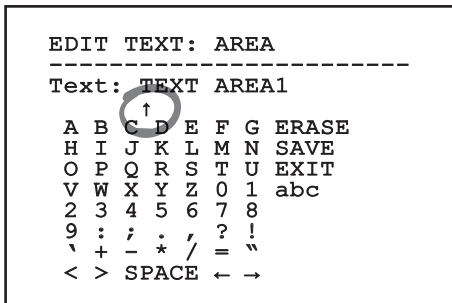 EDIT TEXT: AREA
------------------------
Text: TEXT AREA1
↑
A B C D E F G ERASE
H I J K L M N SAVE
O P Q R S T U EXIT
V W X Y Z 0 1 abc
2 3 4 5 6 7 8
9 : ; . , ? !
‵ + - * / = ‶
< > SPACE ← →